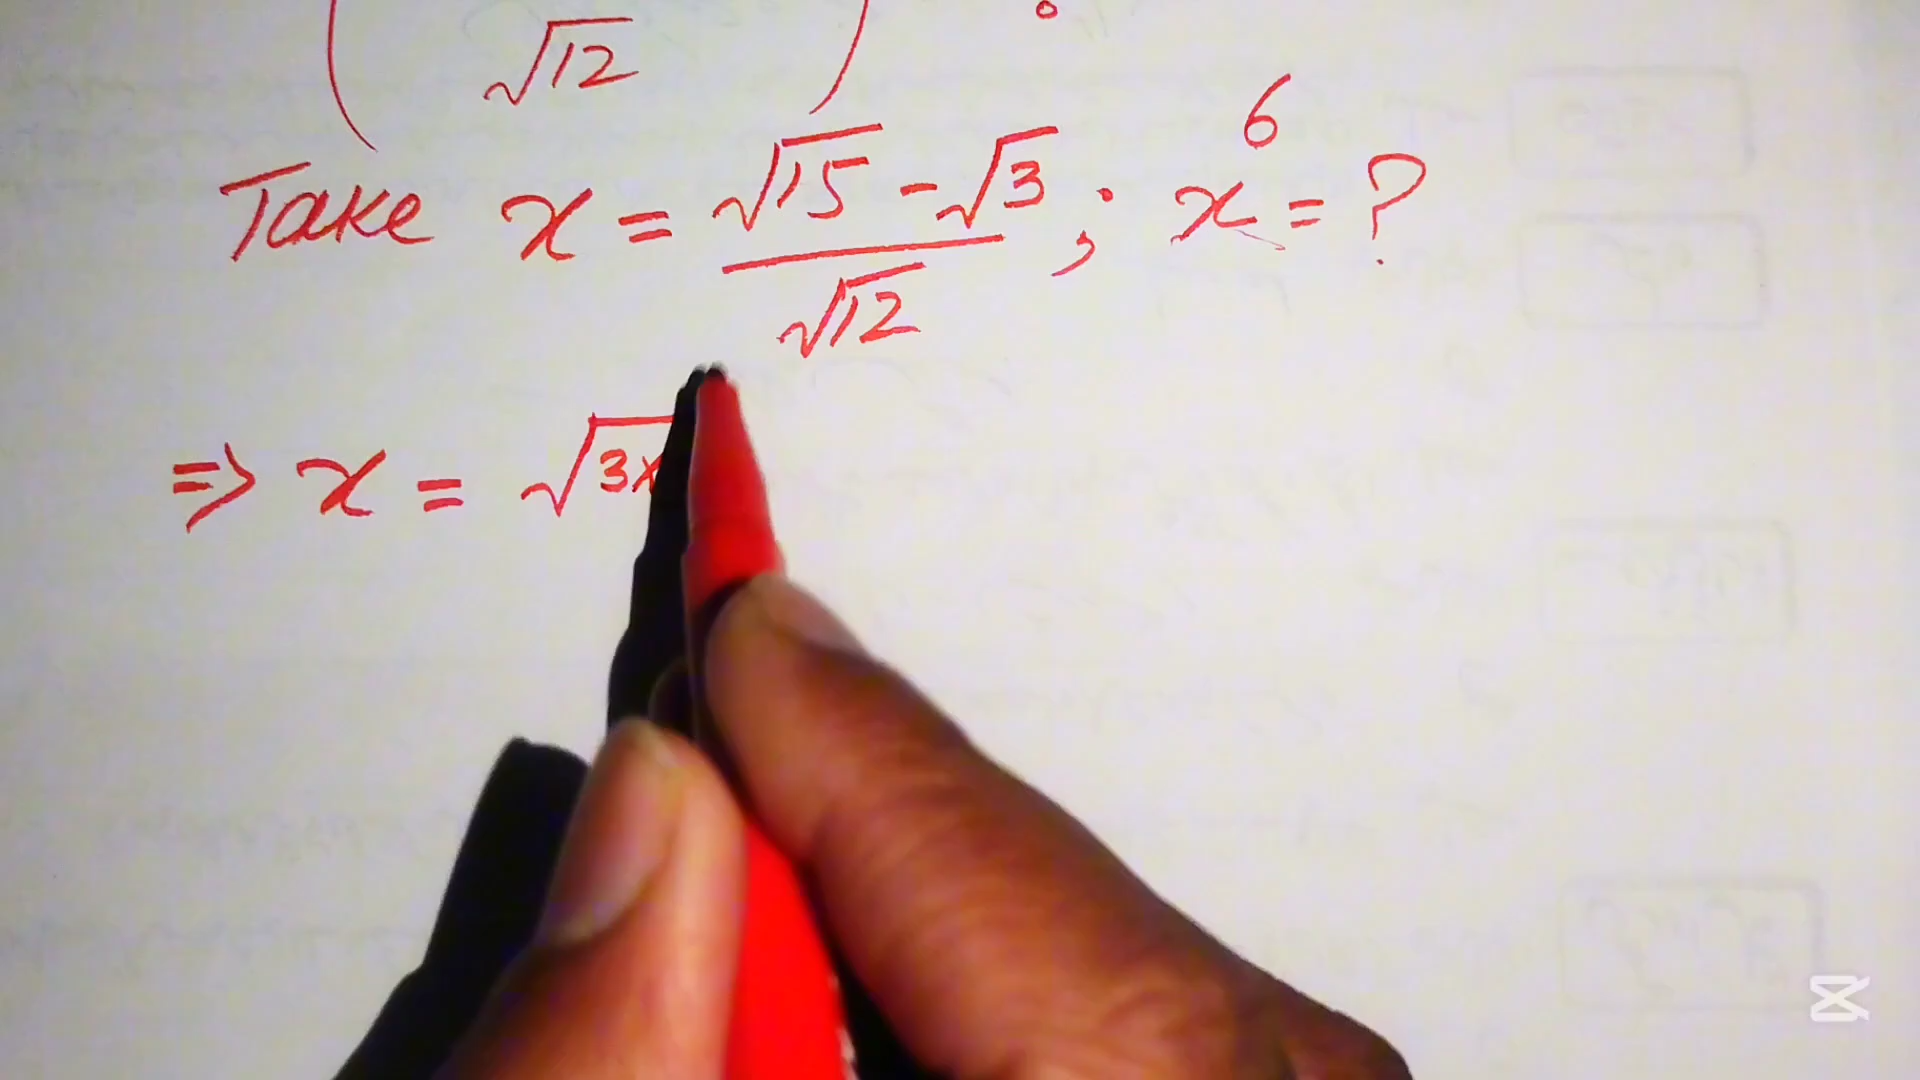 ( √12 )
Take x = (√15 - √3)/√12 ; x⁶ = ?
⇒ x = √3x